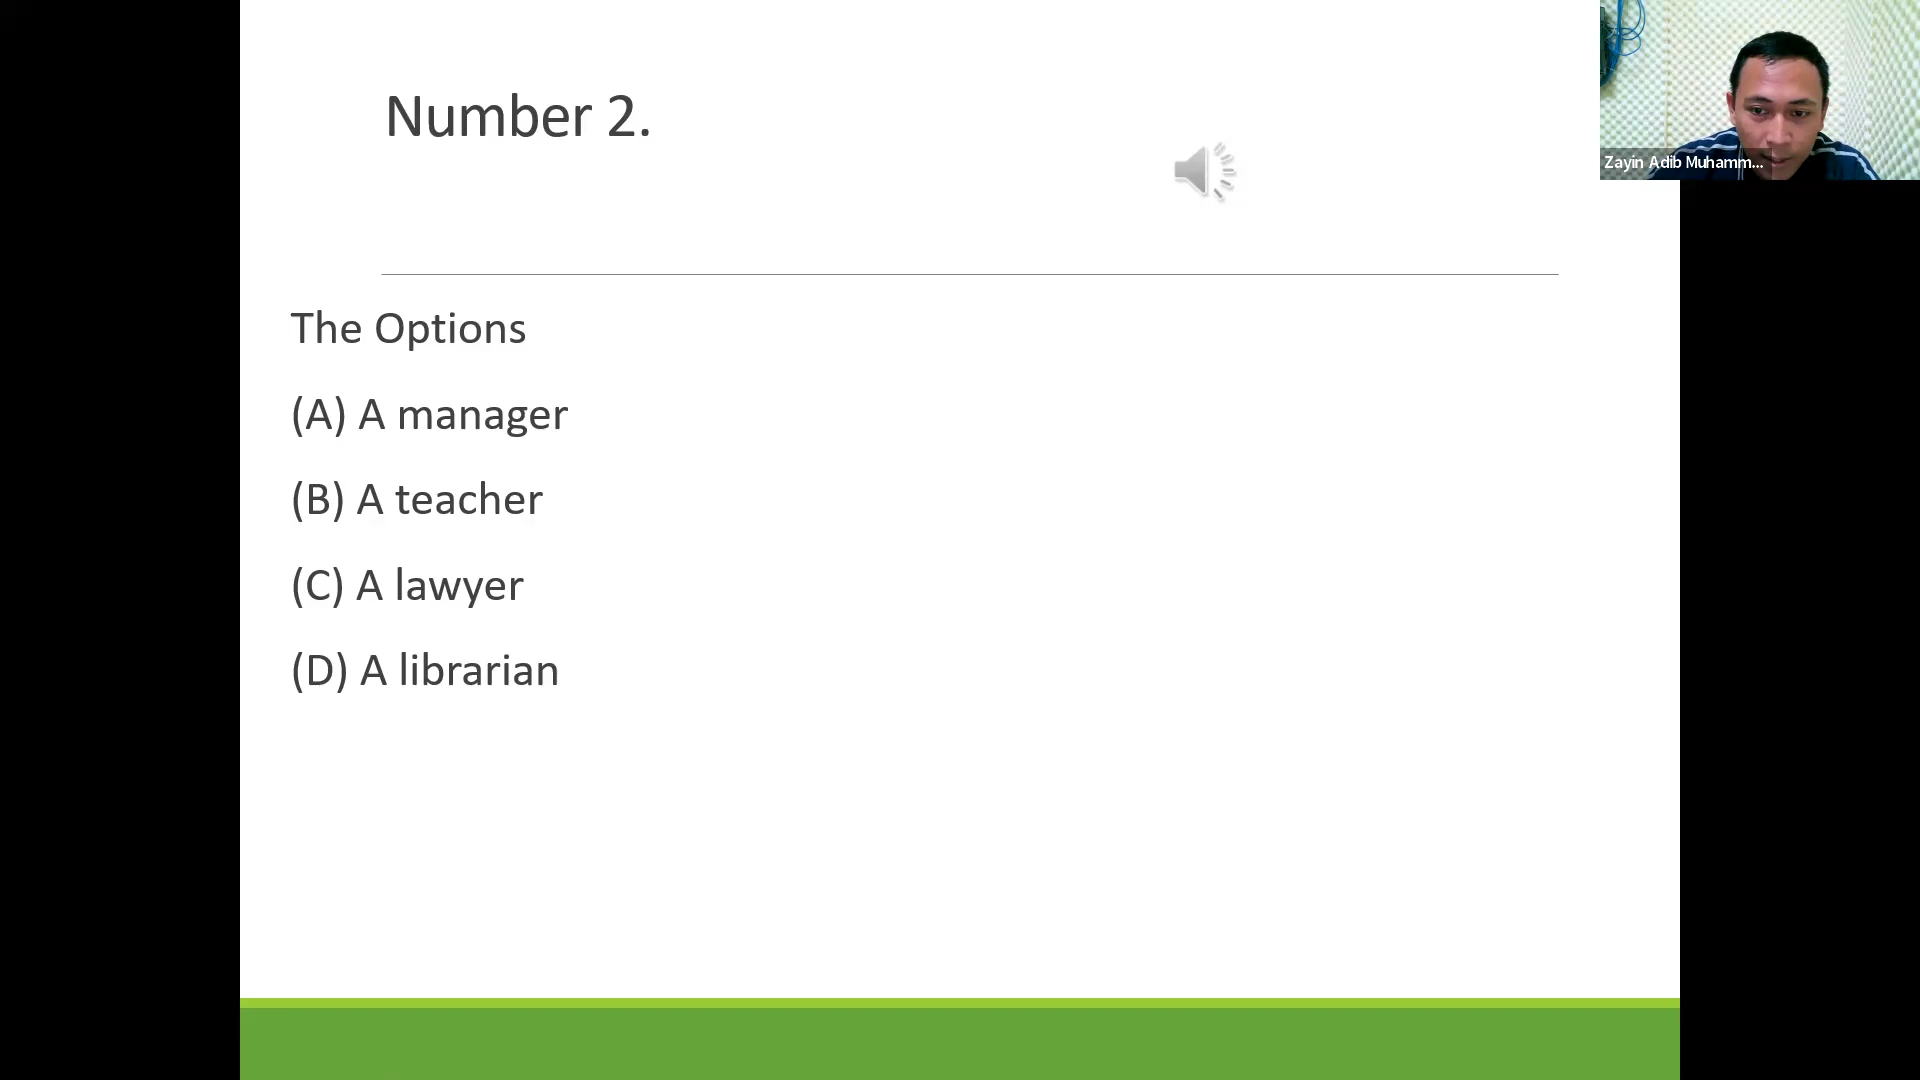 Number 2.
Zayin Adib Muhamm...
The Options
(A) A manager
(B) A teacher
(C) A lawyer
(D) A librarian